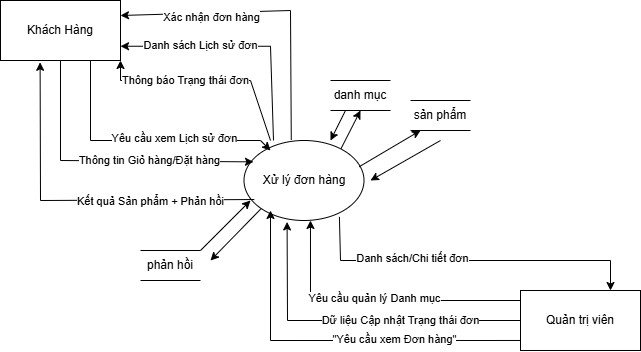 Xác nhận đơn hàng
Khách Hàng
Danh sách Lịch sử đơn
Thông báo Trạng thái đơn
danh mục
sản phẩm
Yêu cầu xem Lịch sử đơn
Thông tin Giỏ hàng/Đặt hàng
Xử lý đơn hàng
Kết quả Sản phẩm + Phản hồi
phản hồi
Danh sách/Chi tiết đơn
Yêu cầu quản lý Danh mục
Quản trị viên
Dữ liệu Cập nhật Trạng thái đơn
"Yêu cầu xem Đơn hàng"